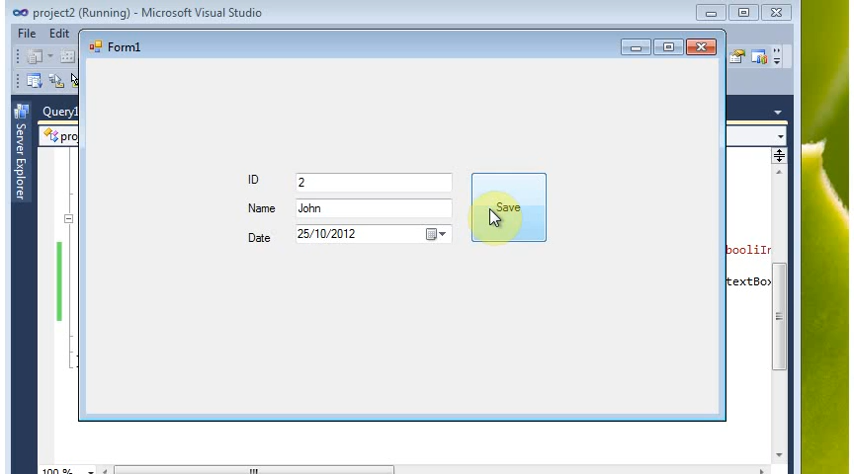 project2 (Running) - Microsoft Visual Studio
File Edit
Form1
Query1
Server Explorer
ID 2
Name John
Date 25/10/2012
Save
textBox
100 %